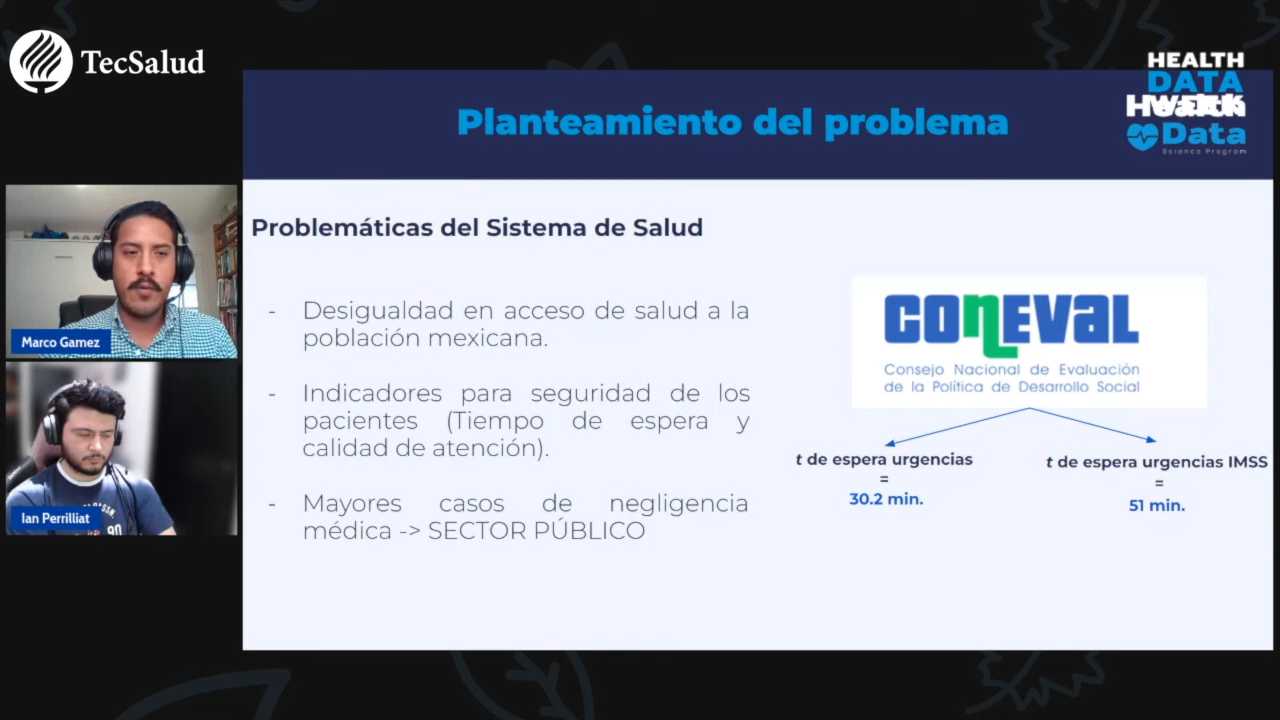 TecSalud
HEALTH
DATA
WEEK
Health
Data
Science Program
Planteamiento del problema
Marco Gamez
Ian Perrilliat
Problemáticas del Sistema de Salud
- Desigualdad en acceso de salud a la
población mexicana.
- Indicadores para seguridad de los
pacientes (Tiempo de espera y
calidad de atención).
- Mayores casos de negligencia
médica -> SECTOR PÚBLICO
CONEVAL
Consejo Nacional de Evaluación
de la Política de Desarrollo Social
t de espera urgencias
=
30.2 min.
t de espera urgencias IMSS
=
51 min.